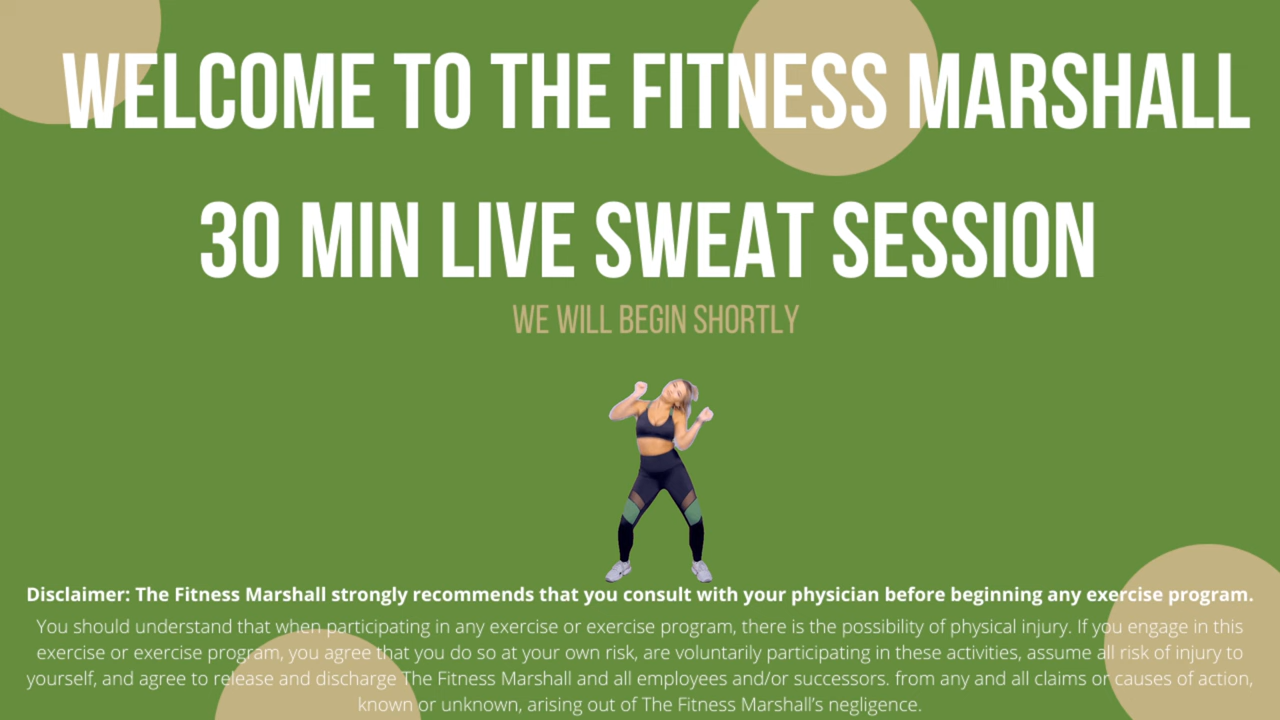 WELCOME TO THE FITNESS MARSHALL
30 MIN LIVE SWEAT SESSION
WE WILL BEGIN SHORTLY
Disclaimer: The Fitness Marshall strongly recommends that you consult with your physician before beginning any exercise program.
You should understand that when participating in any exercise or exercise program, there is the possibility of physical injury. If you engage in this
exercise or exercise program, you agree that you do so at your own risk, are voluntarily participating in these activities, assume all risk of injury to
yourself, and agree to release and discharge The Fitness Marshall and all employees and/or successors. from any and all claims or causes of action,
known or unknown, arising out of The Fitness Marshall’s negligence.